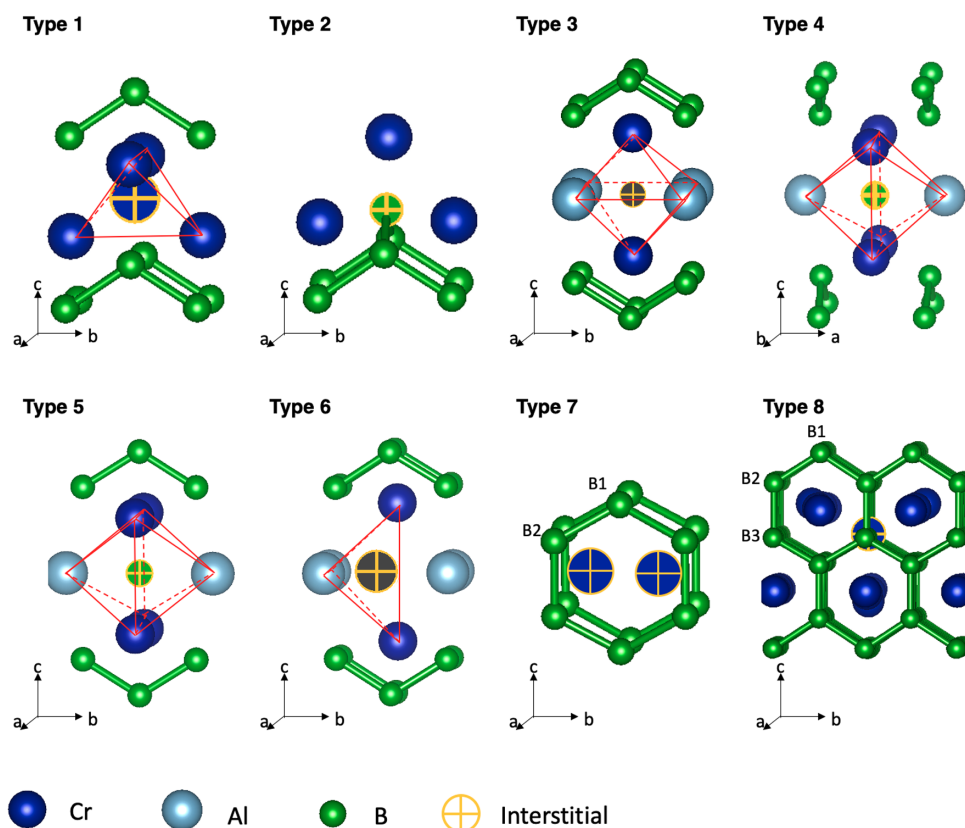 Type 1 Type 2 Type 3 Type 4
c c c c
a b a b a b b a
Type 5 Type 6 Type 7 Type 8
B1 B1
B2 B2
B3
c c c c
a b a b a b a b
Cr Al B Interstitial